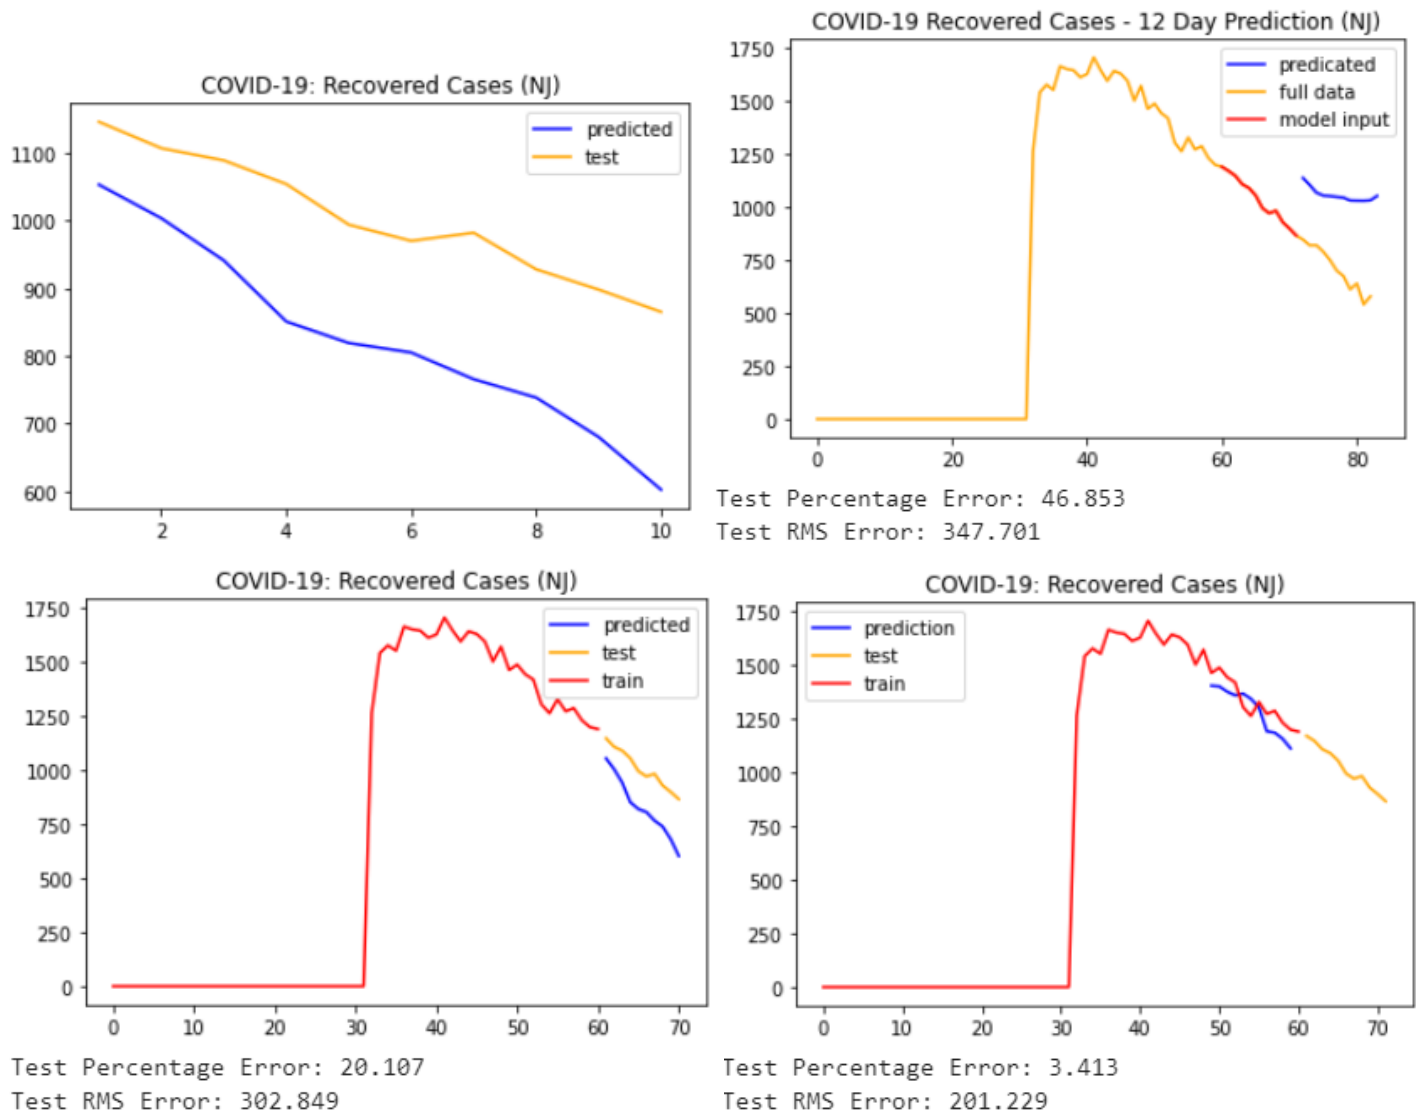 COVID-19: Recovered Cases (NJ)
predicted
test
1100
1000
900
800
700
600
2 4 6 8 10
COVID-19 Recovered Cases - 12 Day Prediction (NJ)
predicated
full data
model input
1750
1500
1250
1000
750
500
250
0
0 20 40 60 80
Test Percentage Error: 46.853
Test RMS Error: 347.701
COVID-19: Recovered Cases (NJ)
predicted
test
train
1750
1500
1250
1000
750
500
250
0
0 10 20 30 40 50 60 70
Test Percentage Error: 20.107
Test RMS Error: 302.849
COVID-19: Recovered Cases (NJ)
prediction
test
train
1750
1500
1250
1000
750
500
250
0
0 10 20 30 40 50 60 70
Test Percentage Error: 3.413
Test RMS Error: 201.229